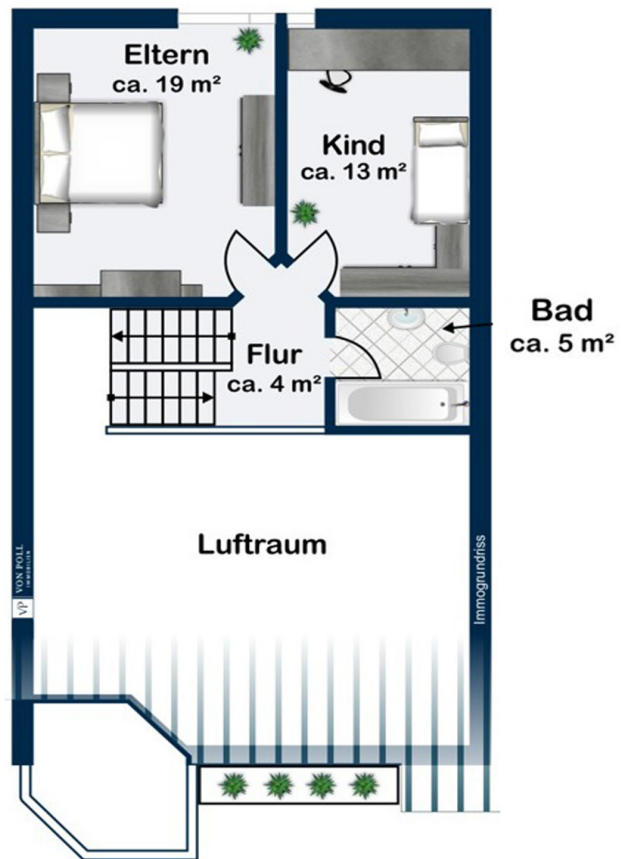 Eltern
ca. 19 m²
Kind
ca. 13 m²
Bad
ca. 5 m²
Flur
ca. 4 m²
Luftraum
VP VON POLL
IMMOBILIEN
Immogrundriss